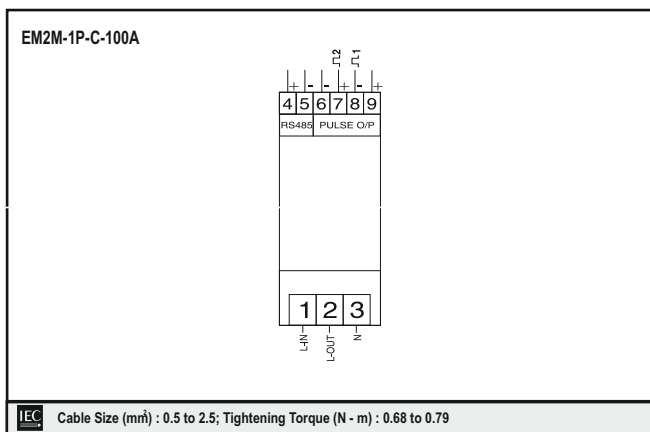 EM2M-1P-C-100A
⎍2 ⎍1
+ - - + - +
4 5 6 7 8 9
RS485 PULSE O/P
1 2 3
L-IN L-OUT N
IEC Cable Size (mm²) : 0.5 to 2.5; Tightening Torque (N - m) : 0.68 to 0.79